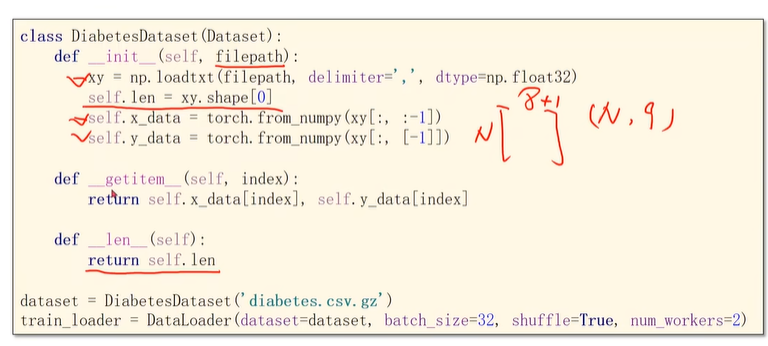 class DiabetesDataset(Dataset):
    def __init__(self, filepath):
        xy = np.loadtxt(filepath, delimiter=',', dtype=np.float32)
        self.len = xy.shape[0]
        self.x_data = torch.from_numpy(xy[:, :-1])
        self.y_data = torch.from_numpy(xy[:, [-1]])
8+1
N [ ] (N, 9)
    def __getitem__(self, index):
        return self.x_data[index], self.y_data[index]
    def __len__(self):
        return self.len
dataset = DiabetesDataset('diabetes.csv.gz')
train_loader = DataLoader(dataset=dataset, batch_size=32, shuffle=True, num_workers=2)